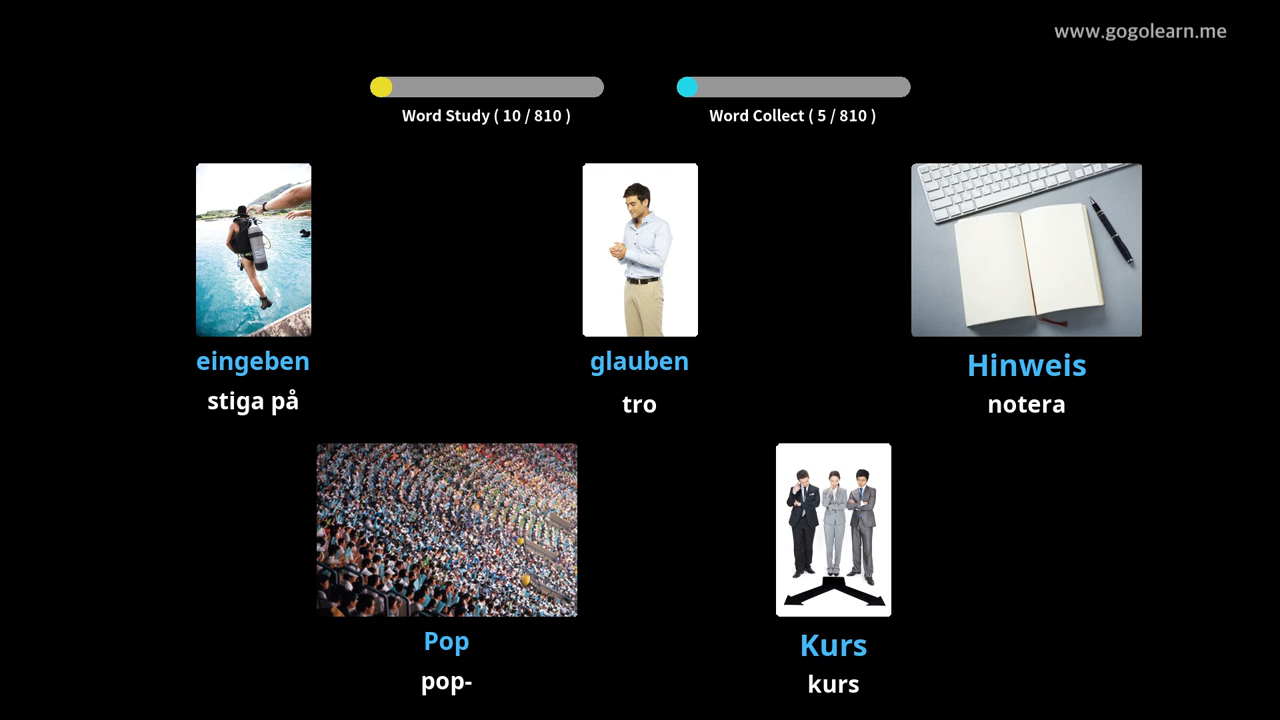 www.gogolearn.me
Word Study ( 10 / 810 )
Word Collect ( 5 / 810 )
eingeben
stiga på
glauben
tro
Hinweis
notera
Pop
pop-
Kurs
kurs